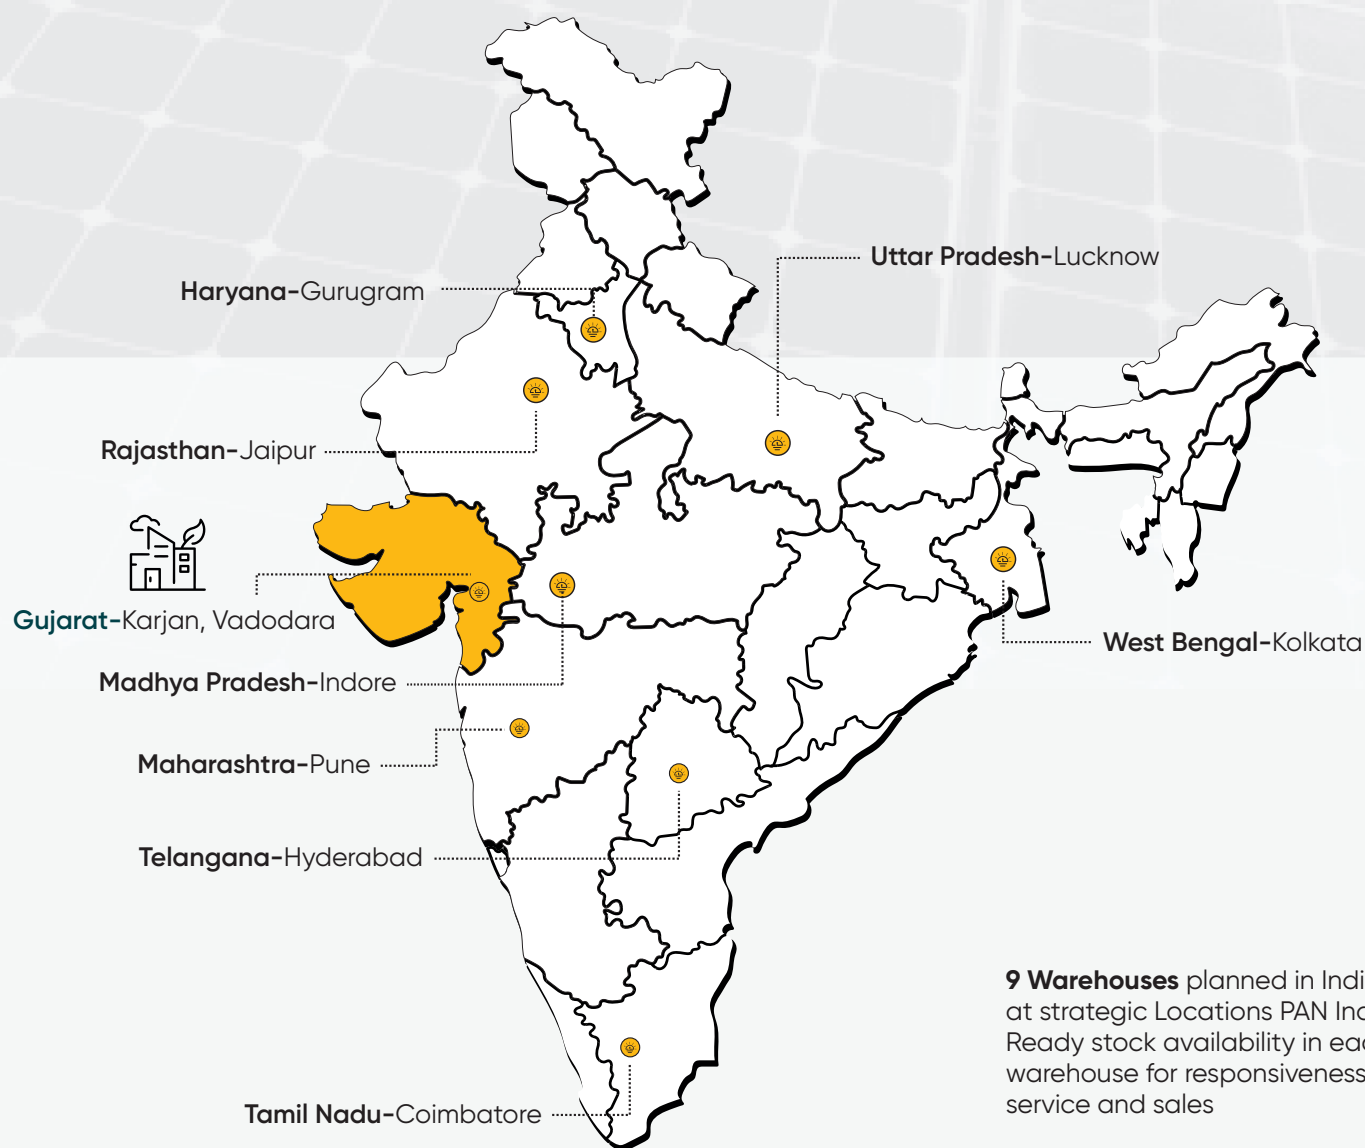 Uttar Pradesh-Lucknow
Haryana-Gurugram
Rajasthan-Jaipur
Gujarat-Karjan, Vadodara
West Bengal-Kolkata
Madhya Pradesh-Indore
Maharashtra-Pune
Telangana-Hyderabad
9 Warehouses planned in Indi
at strategic Locations PAN Ind
Ready stock availability in eac
warehouse for responsiveness
service and sales
Tamil Nadu-Coimbatore